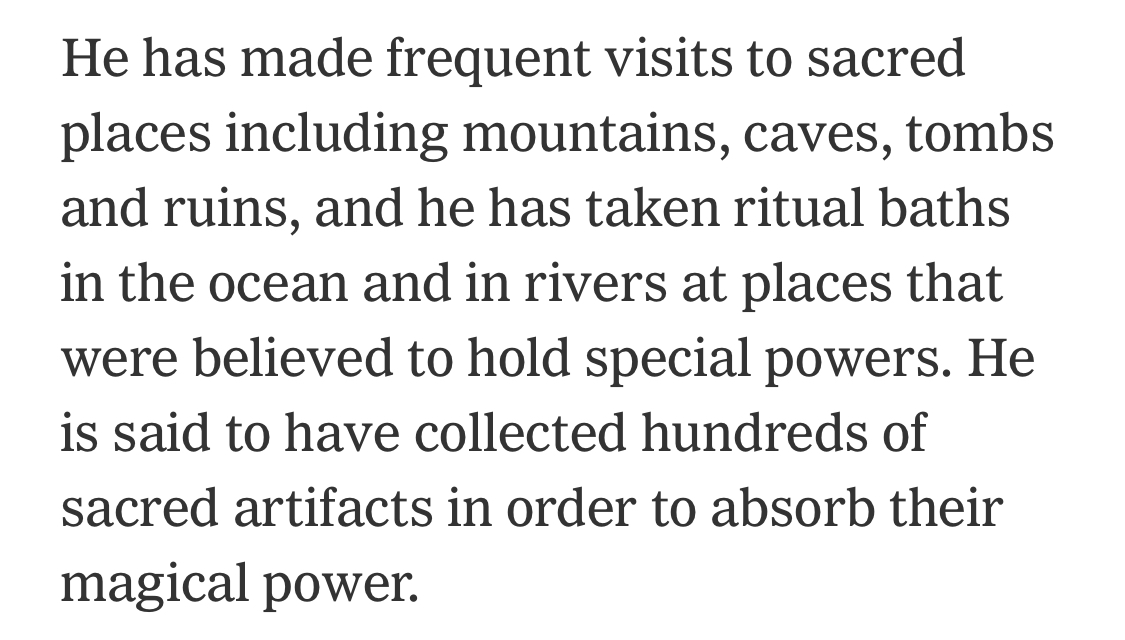 He has made frequent visits to sacred
places including mountains, caves, tombs
and ruins, and he has taken ritual baths
in the ocean and in rivers at places that
were believed to hold special powers. He
is said to have collected hundreds of
sacred artifacts in order to absorb their
magical power.